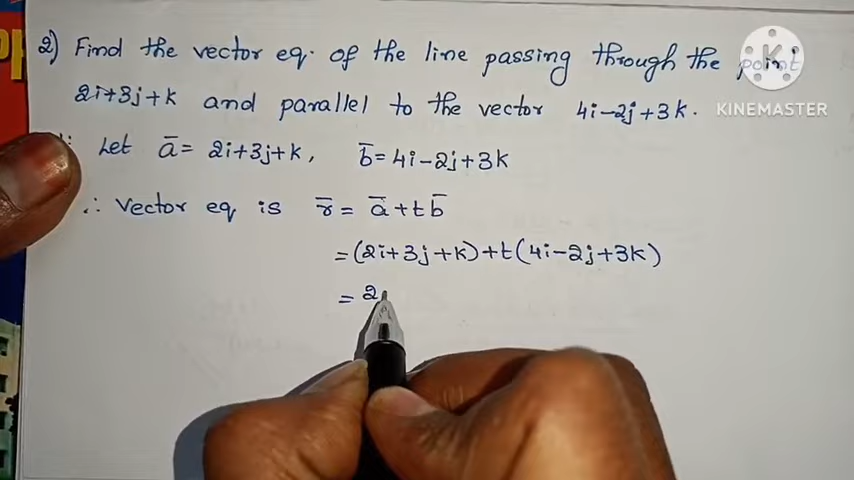 2) Find the vector eq. of the line passing through the point
2i+3j+k and parallel to the vector 4i-2j+3k.
Let a̅ = 2i+3j+k, b̅ = 4i-2j+3k
∴ vector eq is r̅ = a̅ + t b̅
= (2i+3j+k)+t(4i-2j+3k)
= 2
K
KINEMASTER